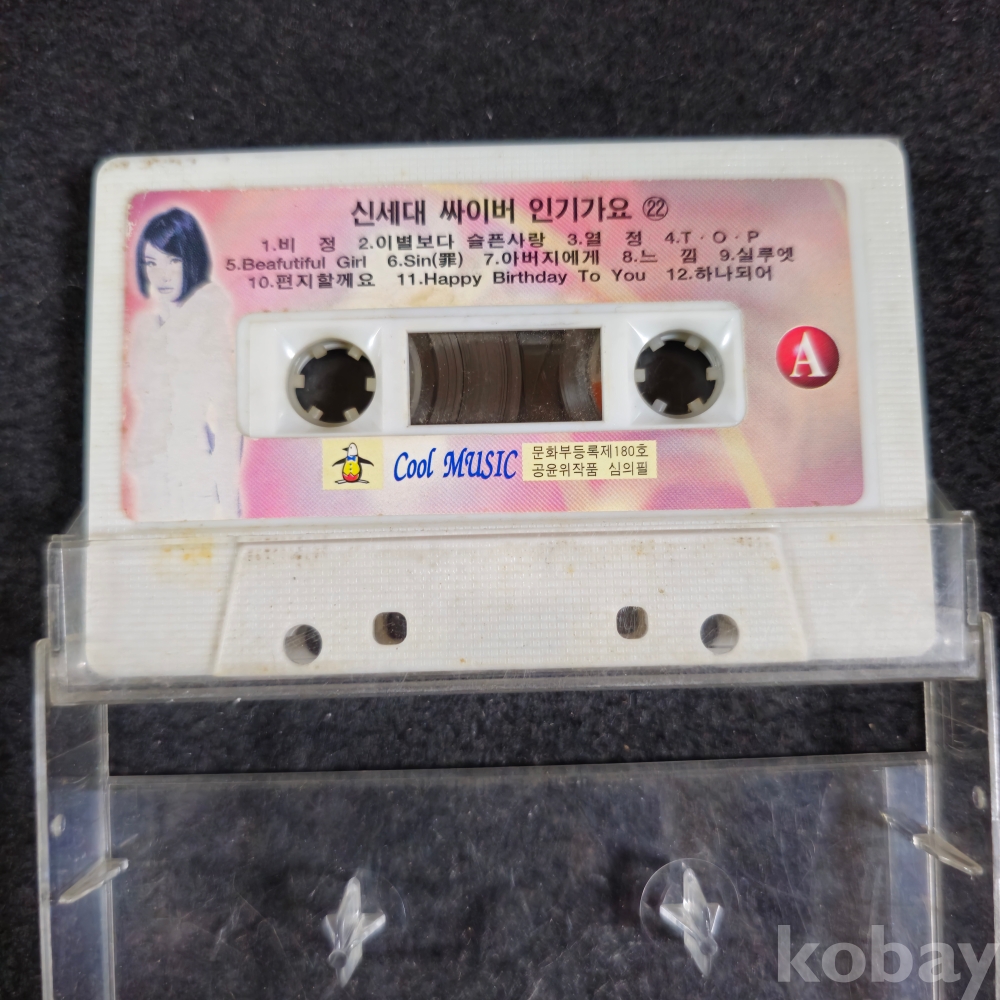 신세대 싸이버 인기가요 ㉒
1.비 정 2.이별보다 슬픈사랑 3.열 정 4.T·O·P
5.Beafutiful Girl 6.Sin(罪) 7.아버지에게 8.느 낌 9.실루엣
10.편지할께요 11.Happy Birthday To You 12.하나되어
A
Cool MUSIC
문화부등록제180호
공윤위작품 심의필
kobay